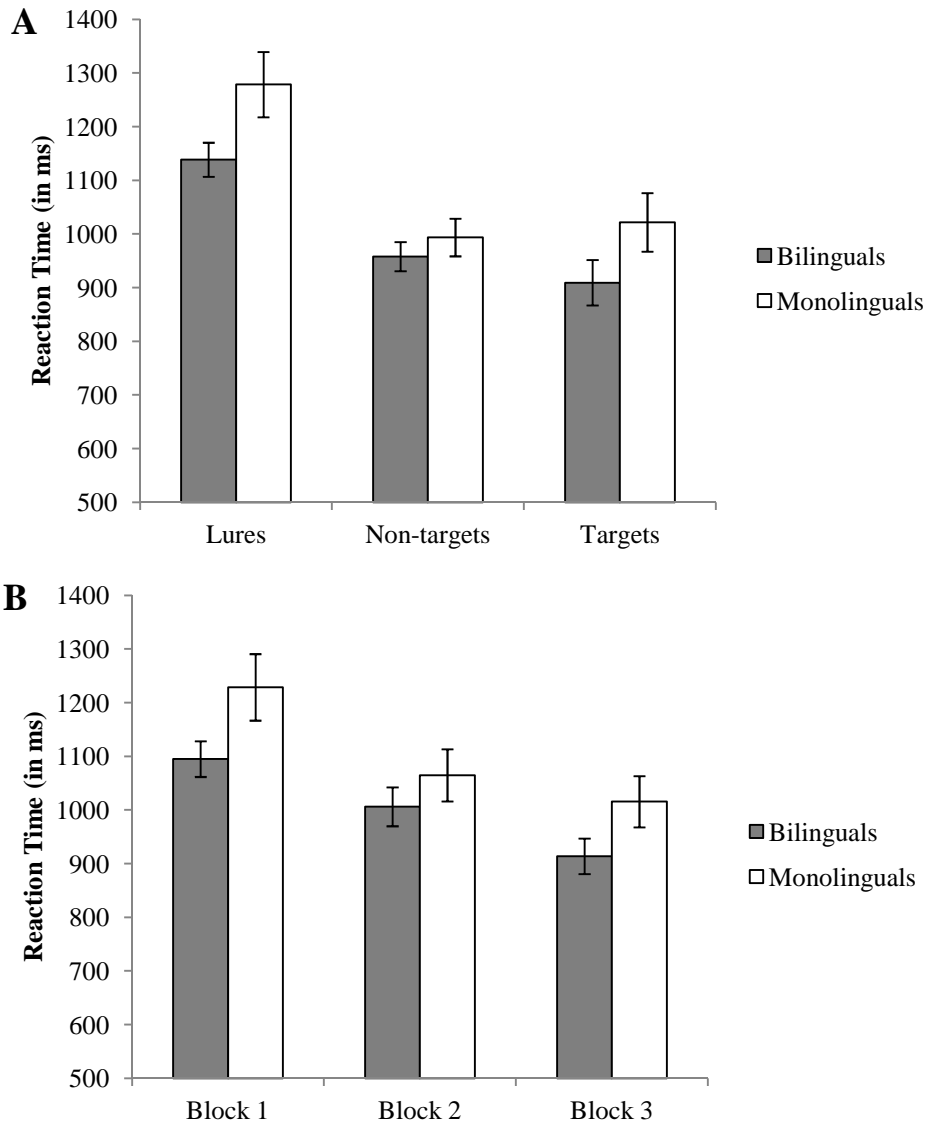 A
1400
1300
1200
1100
1000
900
800
700
600
500
Reaction Time (in ms)
Lures Non-targets Targets
Bilinguals
Monolinguals
B
1400
1300
1200
1100
1000
900
800
700
600
500
Reaction Time (in ms)
Block 1 Block 2 Block 3
Bilinguals
Monolinguals